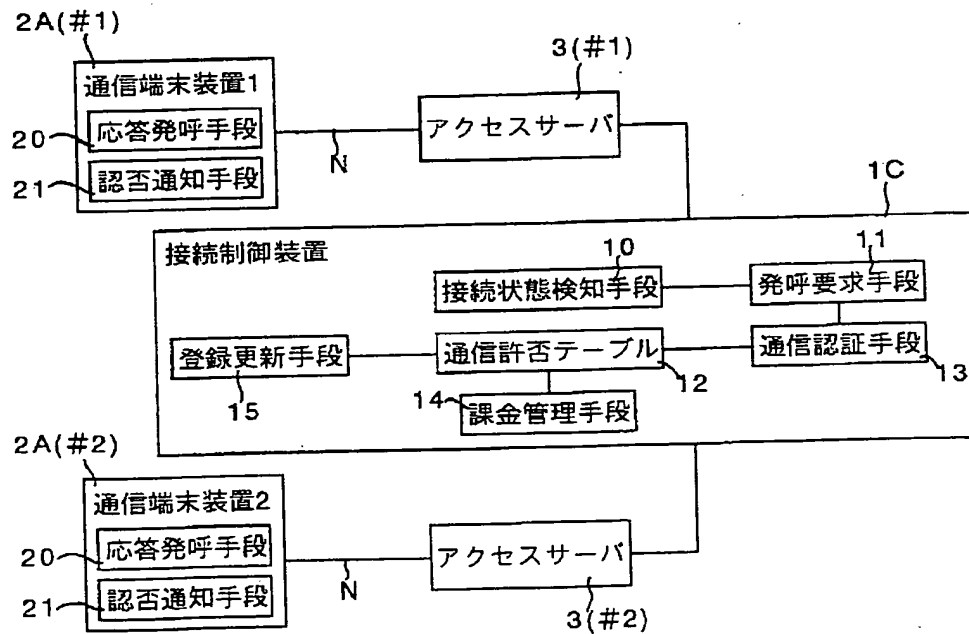 2A(#1)
通信端末装置1
20
応答発呼手段
21
認否通知手段
N
3(#1)
アクセスサーバ
1C
接続制御装置
10
接続状態検知手段
11
発呼要求手段
登録更新手段
15
通信許否テーブル
12
通信認証手段
13
14
課金管理手段
2A(#2)
通信端末装置2
20
応答発呼手段
21
認否通知手段
N
アクセスサーバ
3(#2)